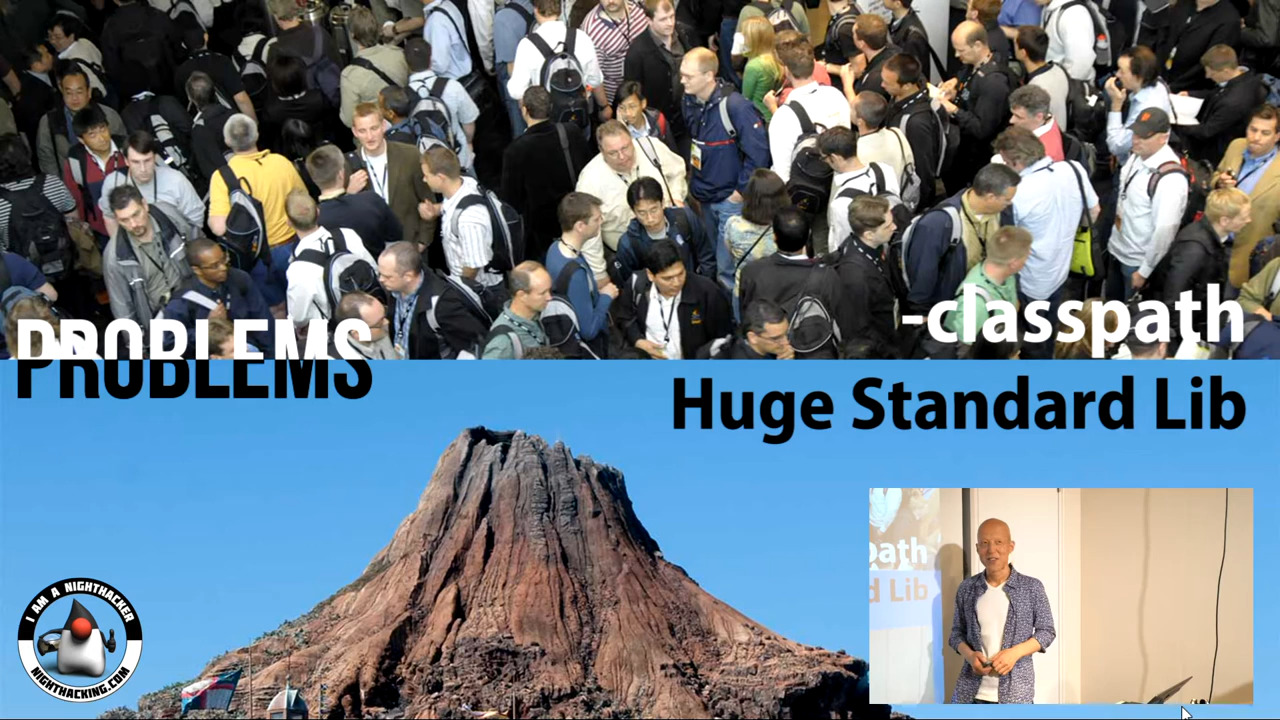 -classpath
PROBLEMS
Huge Standard Lib
path
d Lib
I AM A NIGHTHACKER
NIGHTHACKING.COM